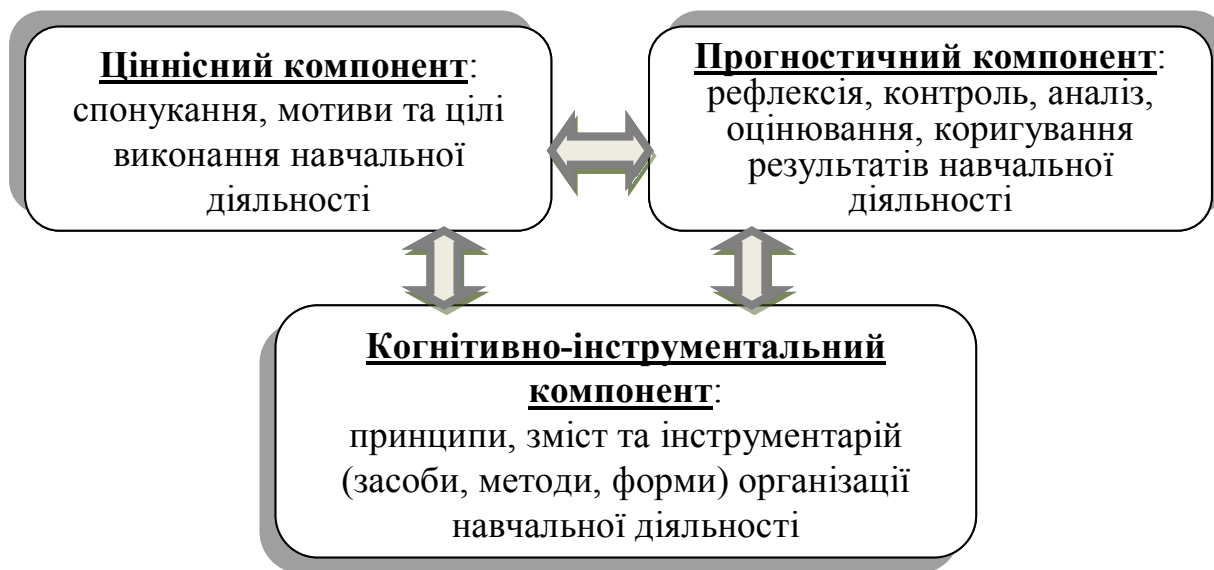 Ціннісний компонент:
спонукання, мотиви та цілі
виконання навчальної
діяльності
Прогностичний компонент:
рефлексія, контроль, аналіз,
оцінювання, коригування
результатів навчальної
діяльності
Когнітивно-інструментальний
компонент:
принципи, зміст та інструментарій
(засоби, методи, форми) організації
навчальної діяльності